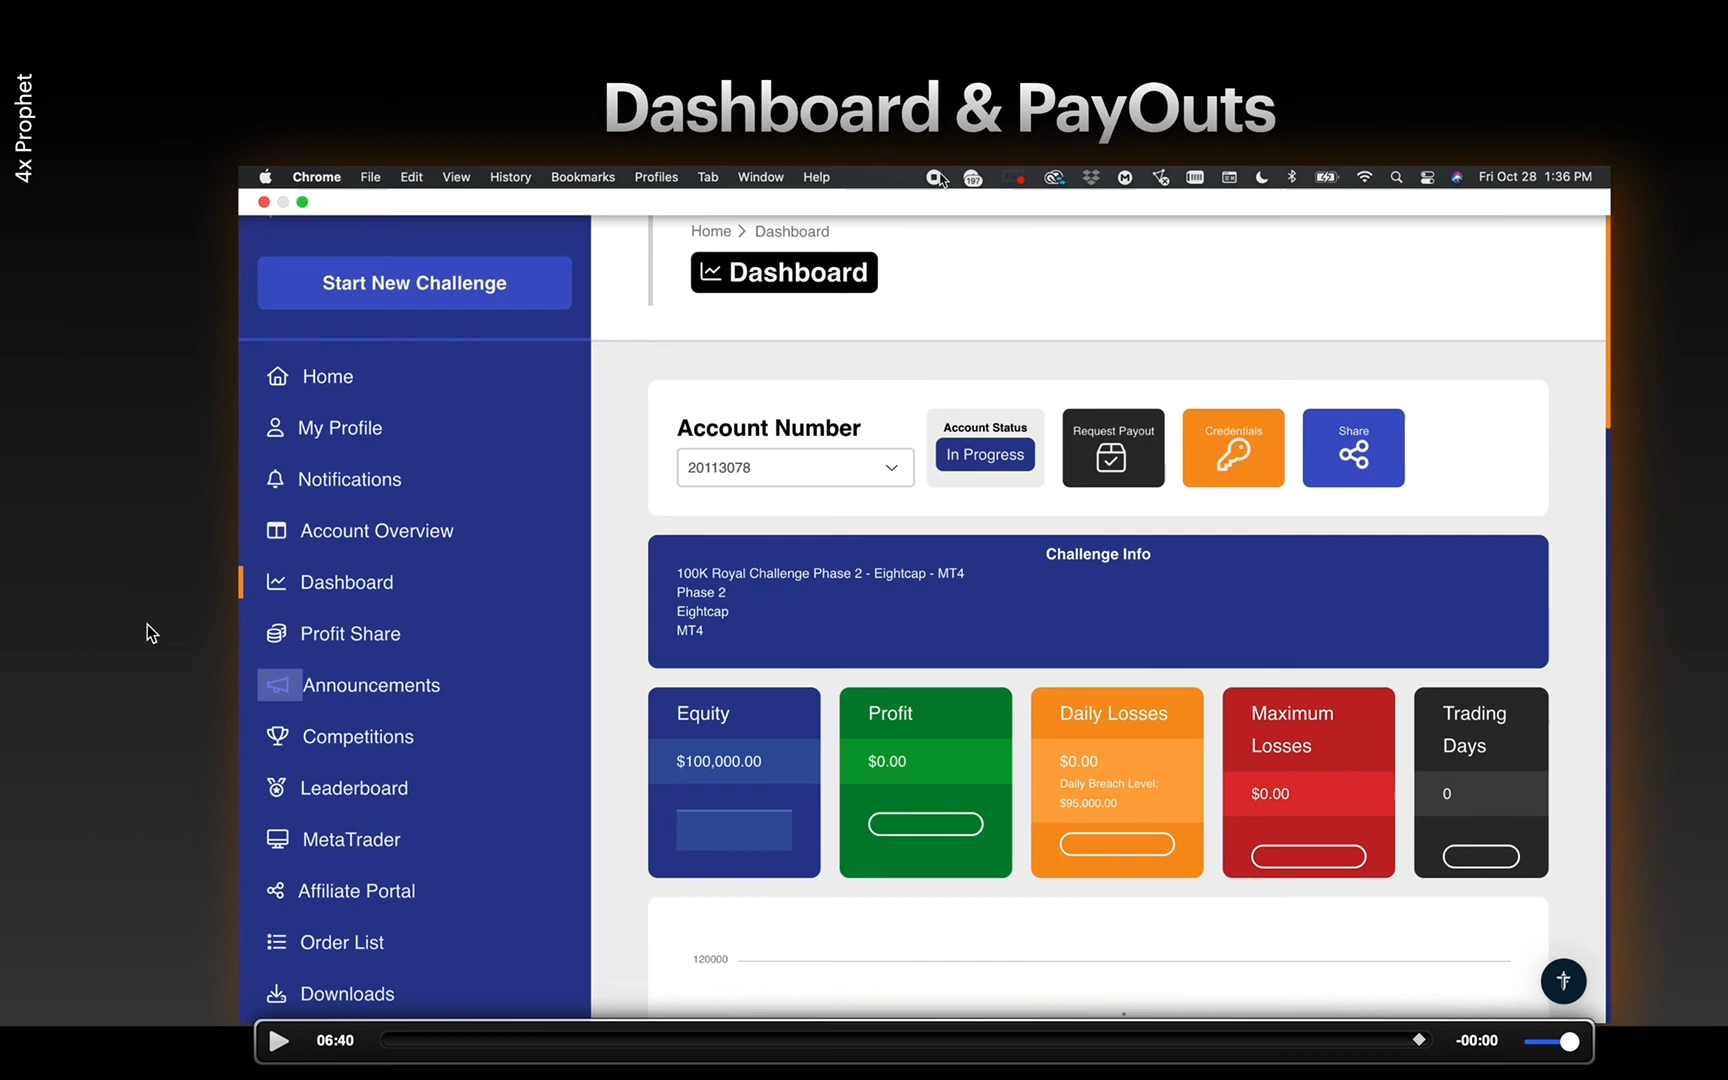 4x Prophet
Dashboard & PayOuts
Chrome File Edit View History Bookmarks Profiles Tab Window Help 197 Fri Oct 28 1:36 PM
Start New Challenge
Home
My Profile
Notifications
Account Overview
Dashboard
Profit Share
Announcements
Competitions
Leaderboard
MetaTrader
Affiliate Portal
Order List
Downloads
Home > Dashboard
Dashboard
Account Number
20113078
Account Status
In Progress
Request Payout
Credentials
Share
Challenge Info
100K Royal Challenge Phase 2 - Eightcap - MT4
Phase 2
Eightcap
MT4
Equity
$100,000.00
Profit
$0.00
Daily Losses
$0.00
Daily Breach Level:
$95,000.00
Maximum
Losses
$0.00
Trading
Days
0
120000
06:40
-00:00